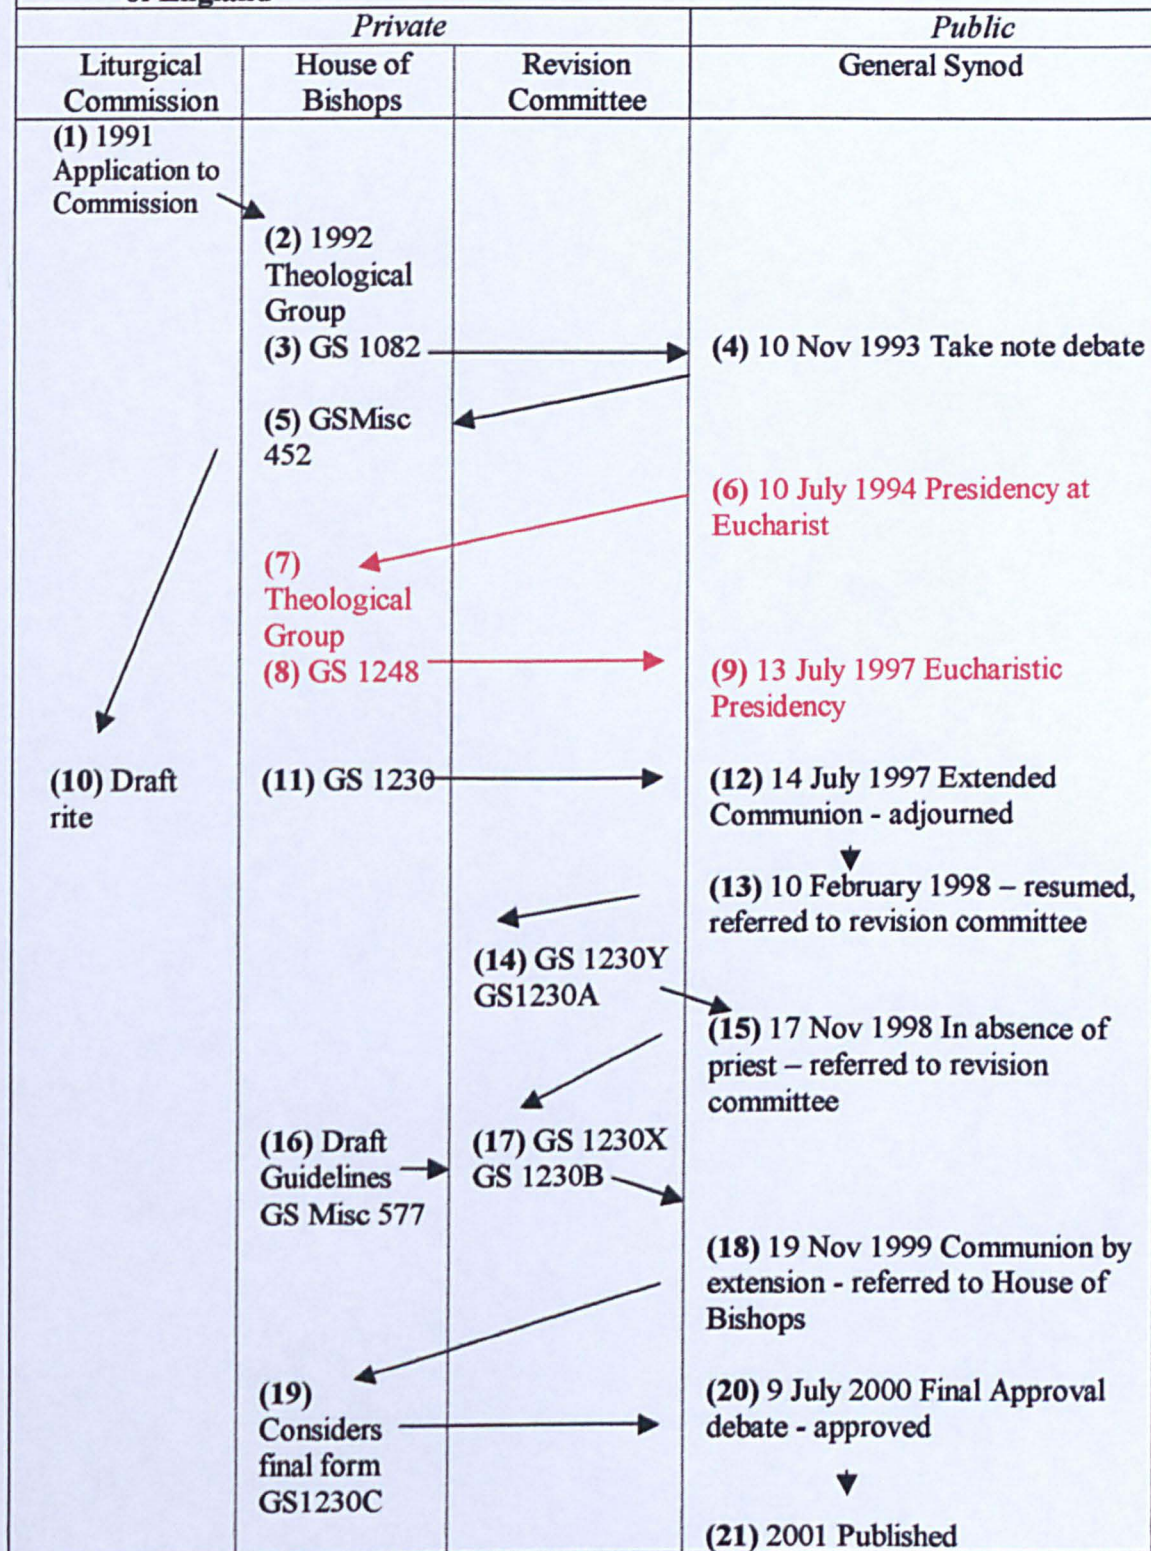 of England
Private
Public
Liturgical
Commission
House of
Bishops
Revision
Committee
General Synod
(1) 1991
Application to
Commission
(2) 1992
Theological
Group
(3) GS 1082
(4) 10 Nov 1993 Take note debate
(5) GSMisc
452
(6) 10 July 1994 Presidency at
Eucharist
(7)
Theological
Group
(8) GS 1248
(9) 13 July 1997 Eucharistic
Presidency
(10) Draft
rite
(11) GS 1230
(12) 14 July 1997 Extended
Communion - adjourned
(13) 10 February 1998 – resumed,
referred to revision committee
(14) GS 1230Y
GS1230A
(15) 17 Nov 1998 In absence of
priest – referred to revision
committee
(16) Draft
Guidelines
GS Misc 577
(17) GS 1230X
GS 1230B
(18) 19 Nov 1999 Communion by
extension - referred to House of
Bishops
(19)
Considers
final form
GS1230C
(20) 9 July 2000 Final Approval
debate - approved
(21) 2001 Published